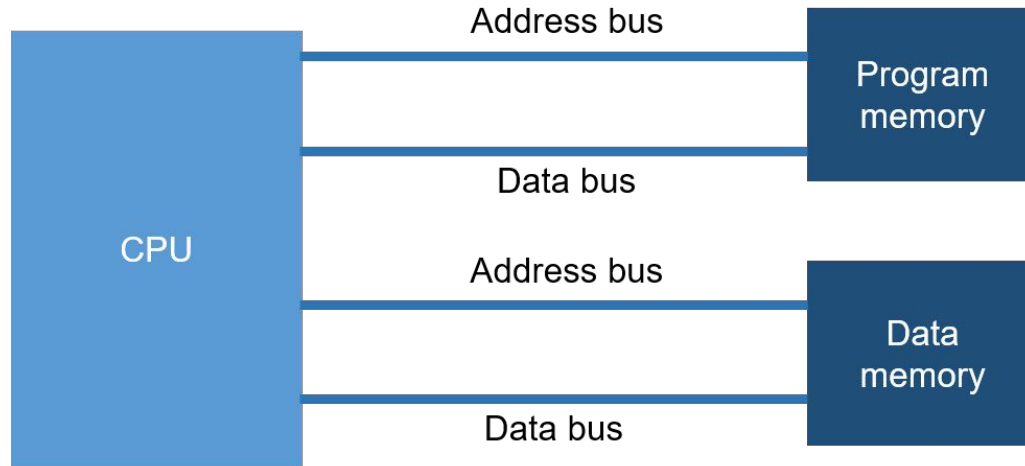 Address bus
Program
memory
Data bus
CPU
Address bus
Data
memory
Data bus